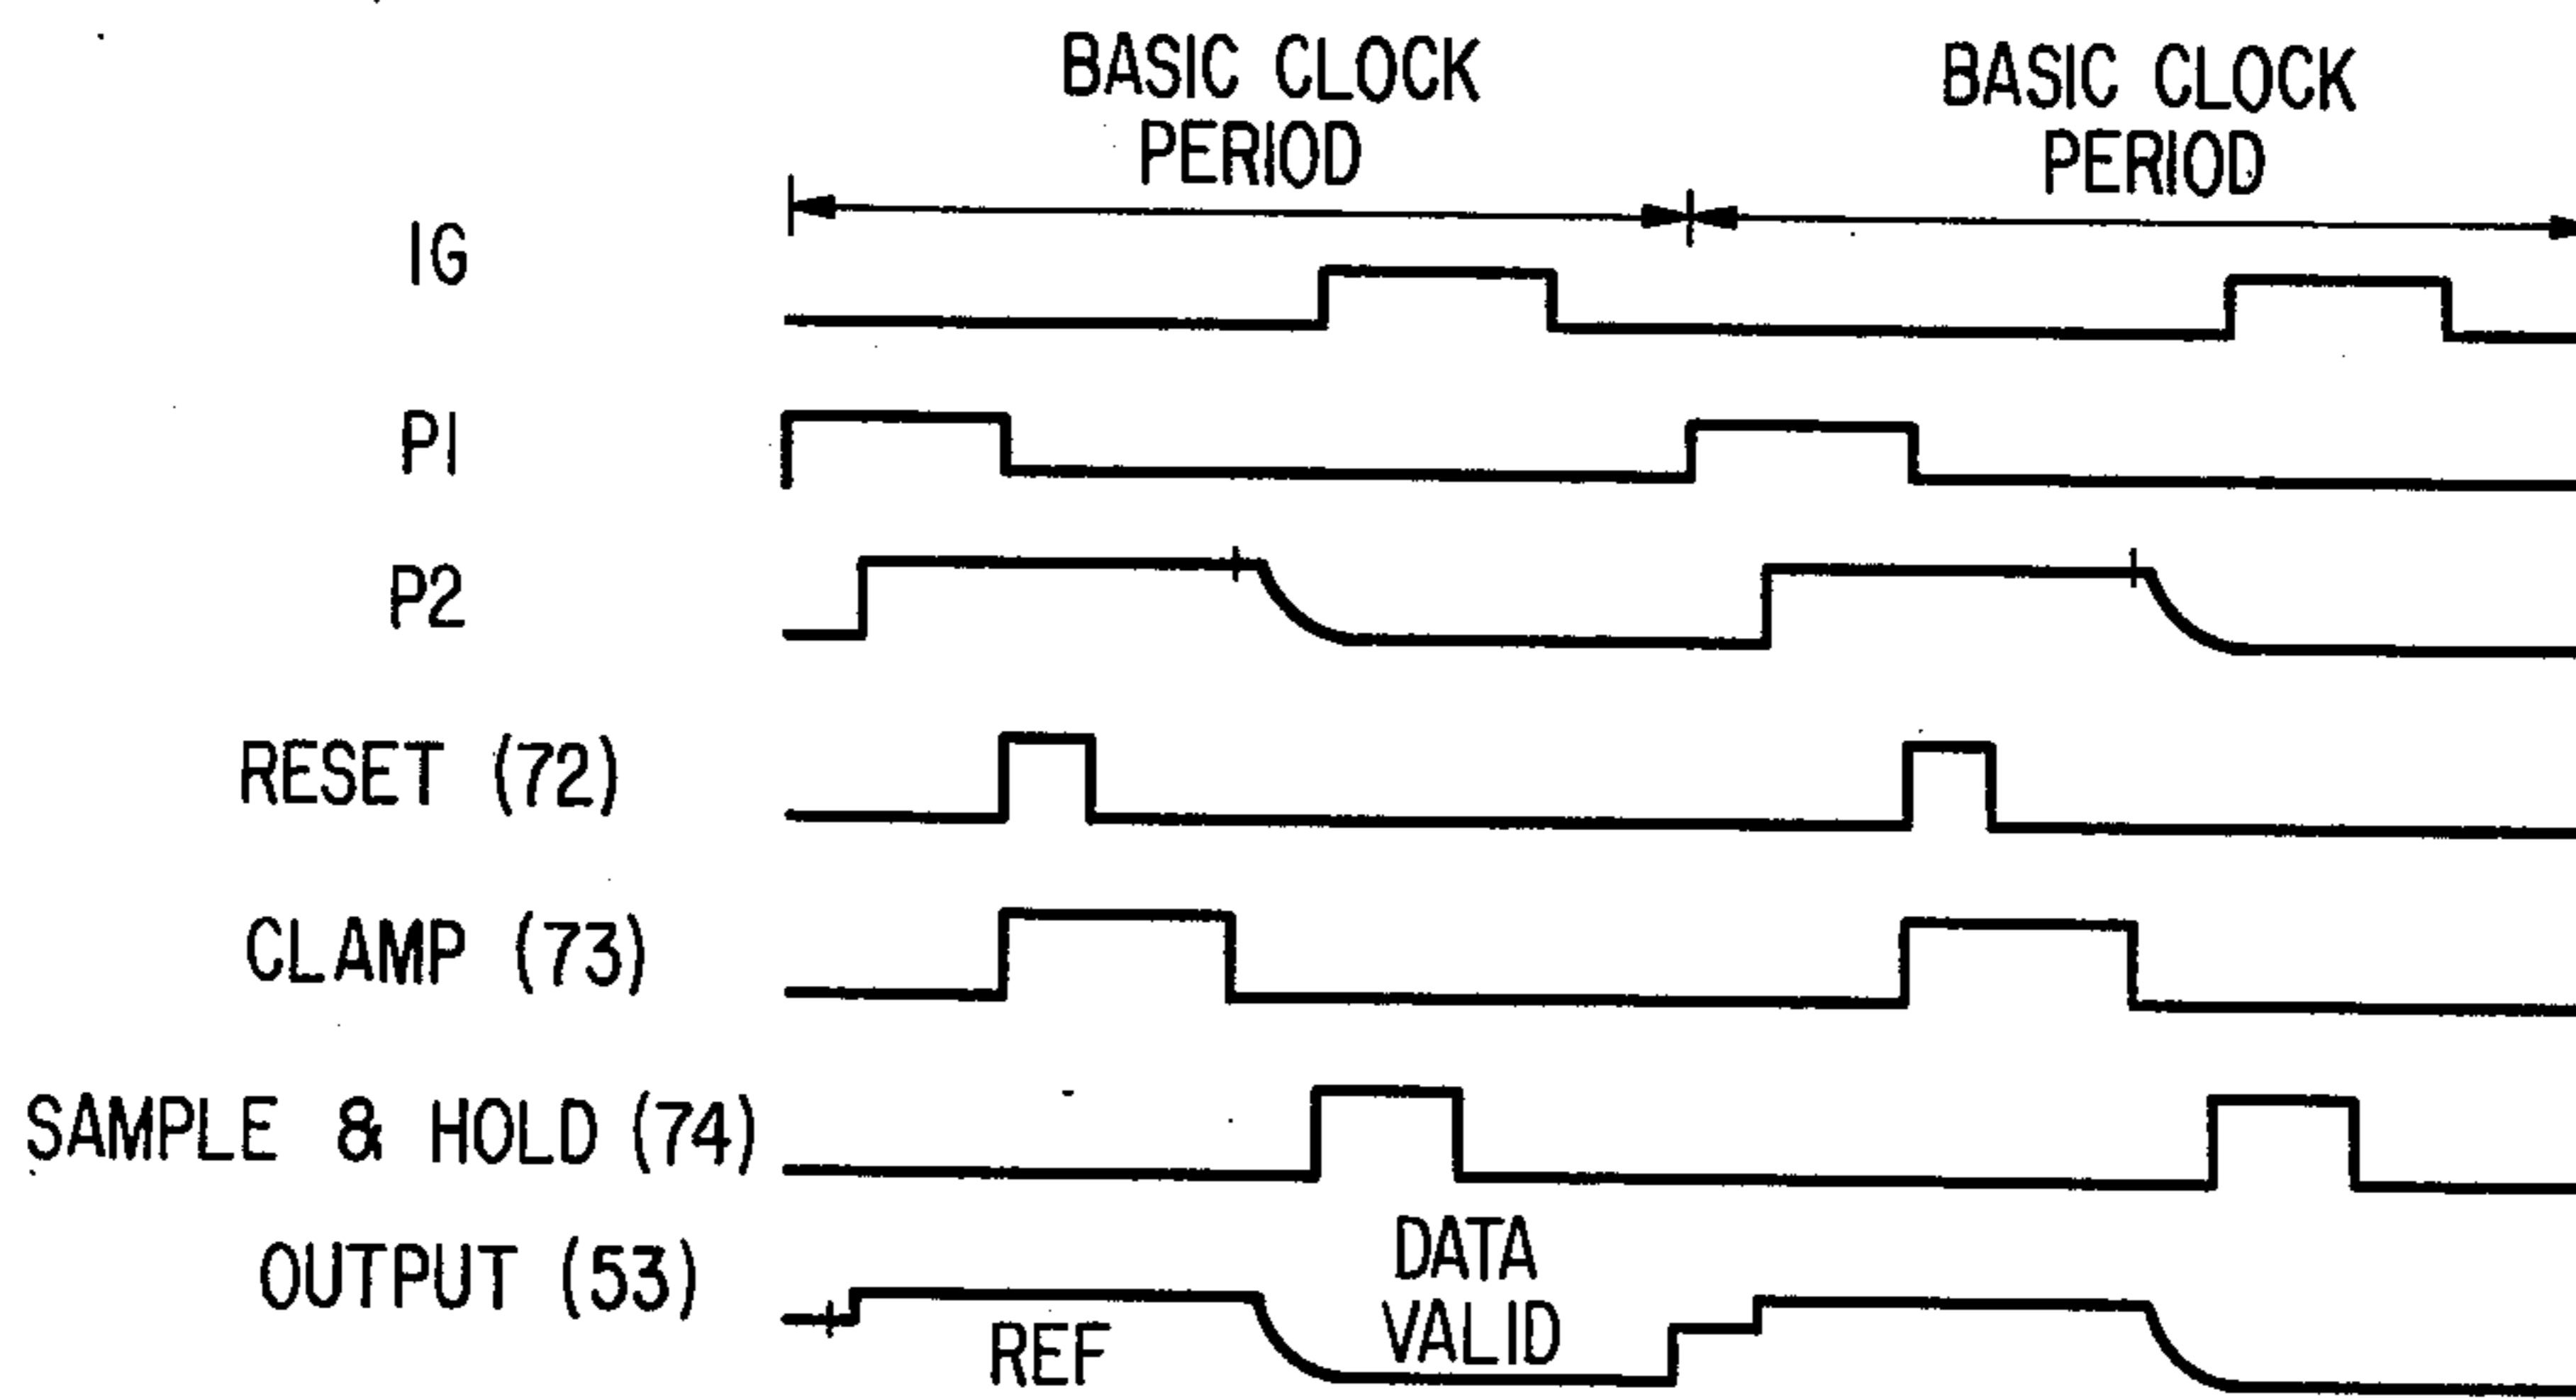 BASIC CLOCK
PERIOD
BASIC CLOCK
PERIOD
IG
P1
P2
RESET (72)
CLAMP (73)
SAMPLE & HOLD (74)
OUTPUT (53)
REF
DATA
VALID